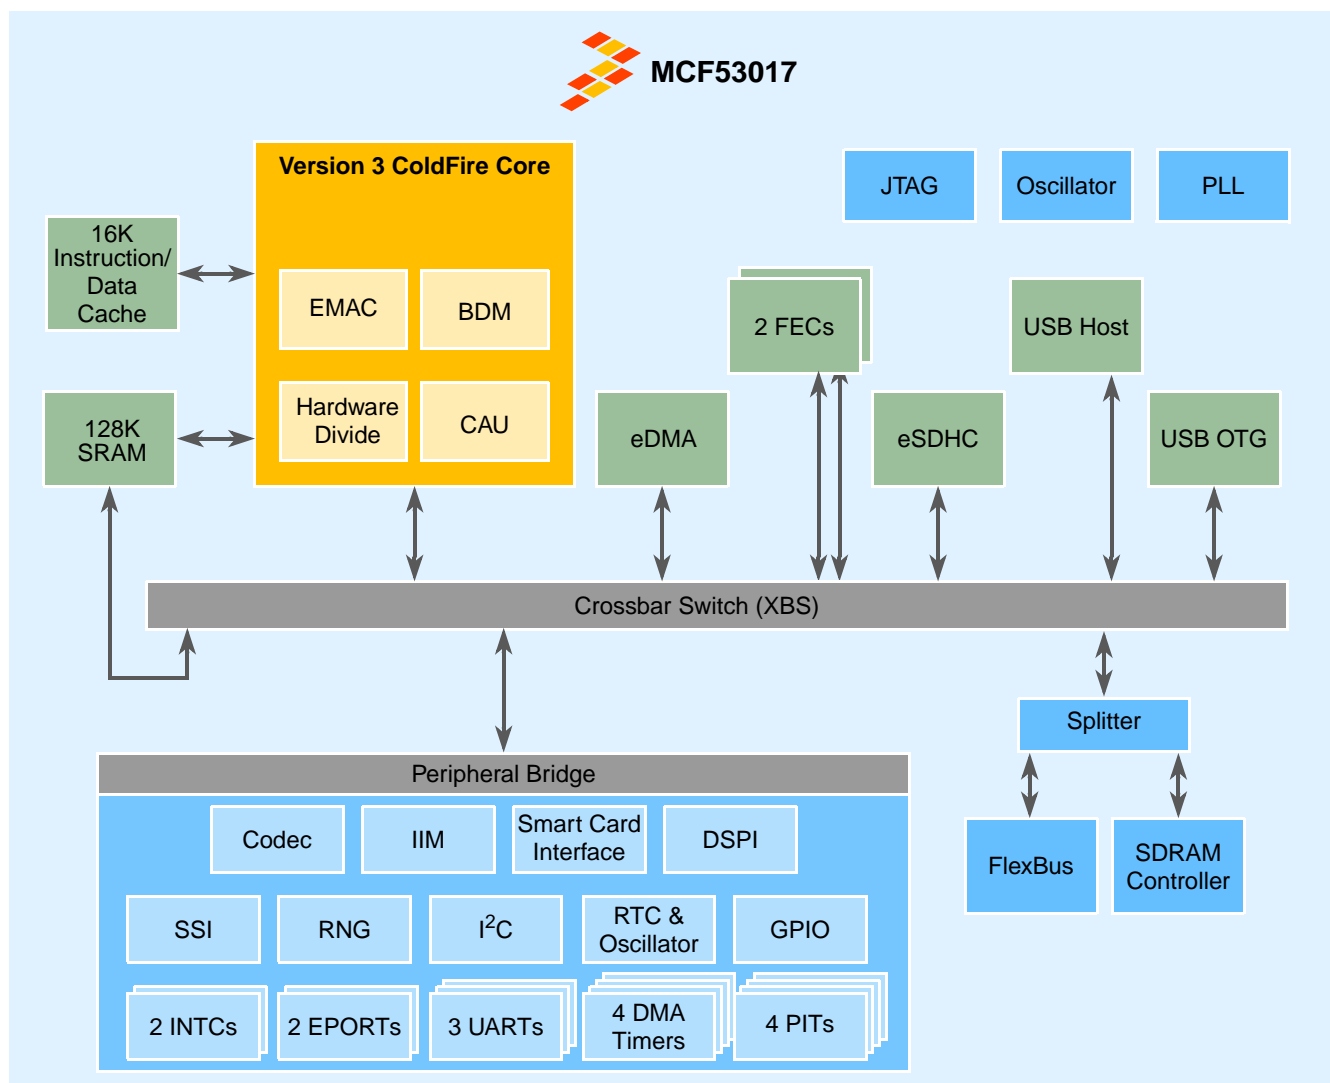 MCF53017
Version 3 ColdFire Core
JTAG
Oscillator
PLL
16K
Instruction/
Data
Cache
EMAC
BDM
2 FECs
USB Host
128K
SRAM
Hardware
Divide
CAU
eDMA
eSDHC
USB OTG
Crossbar Switch (XBS)
Splitter
Peripheral Bridge
Codec
IIM
Smart Card
Interface
DSPI
FlexBus
SDRAM
Controller
SSI
RNG
I²C
RTC &
Oscillator
GPIO
2 INTCs
2 EPORTs
3 UARTs
4 DMA
Timers
4 PITs